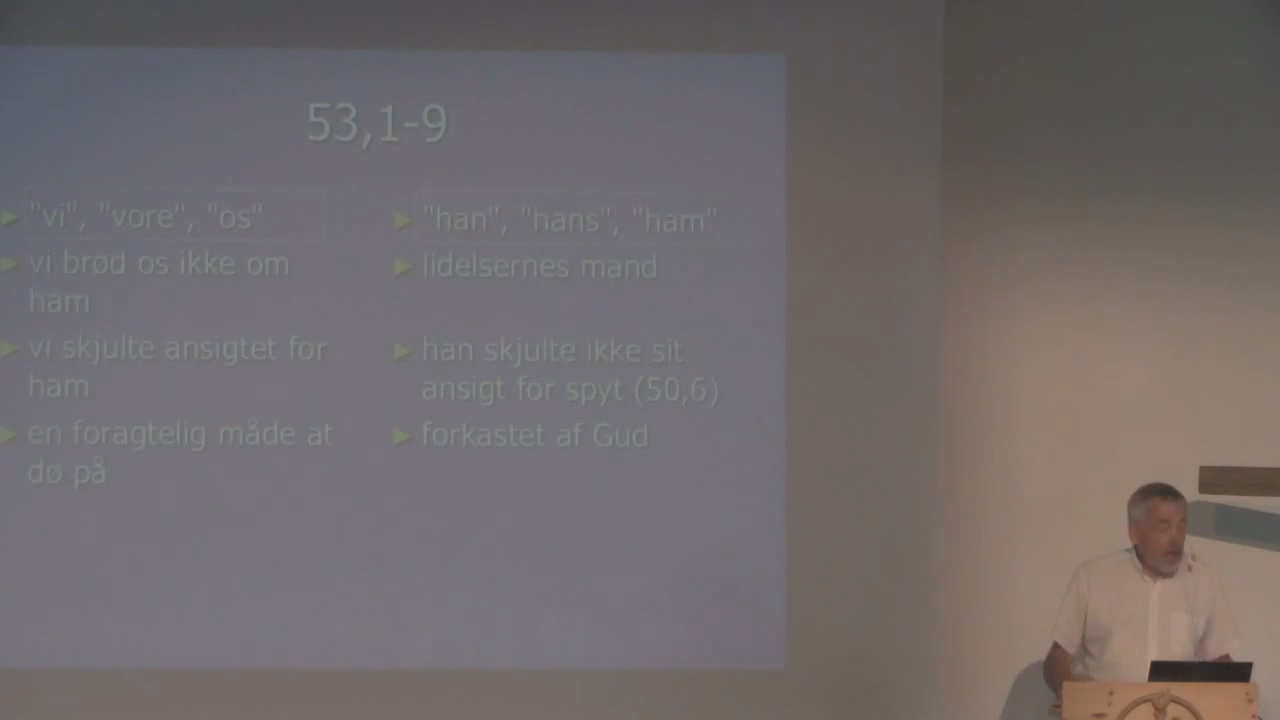 53,1-9
"vi", "vore", "os"
vi brød os ikke om
ham
vi skjulte ansigtet for
ham
en foragtelig måde at
dø på
"han", "hans", "ham"
lidelsernes mand
han skjulte ikke sit
ansigt for spyt (50,6)
forkastet af Gud